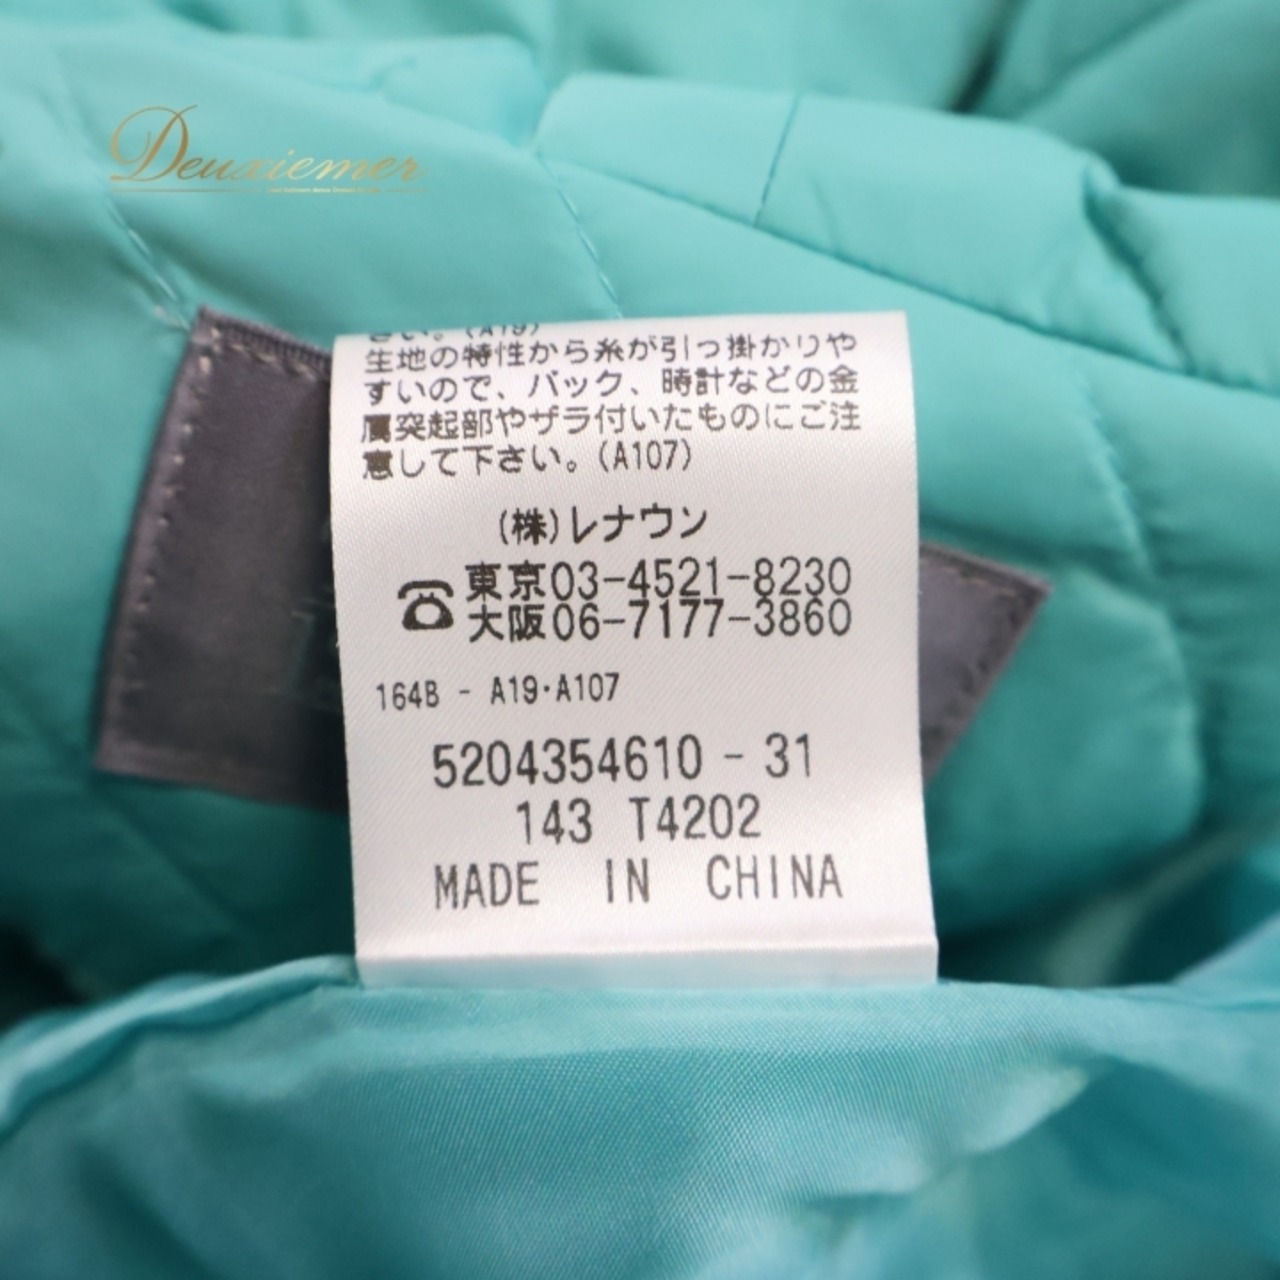 Deuxiemer
さい。(A19)
生地の特性から糸が引っ掛かりや
すいので、バック、時計などの金
属突起部やザラ付いたものにご注
意して下さい。(A107)
(株)レナウン
☎東京03-4521-8230
大阪06-7177-3860
164B - A19・A107
5204354610 - 31
143 T4202
MADE IN CHINA